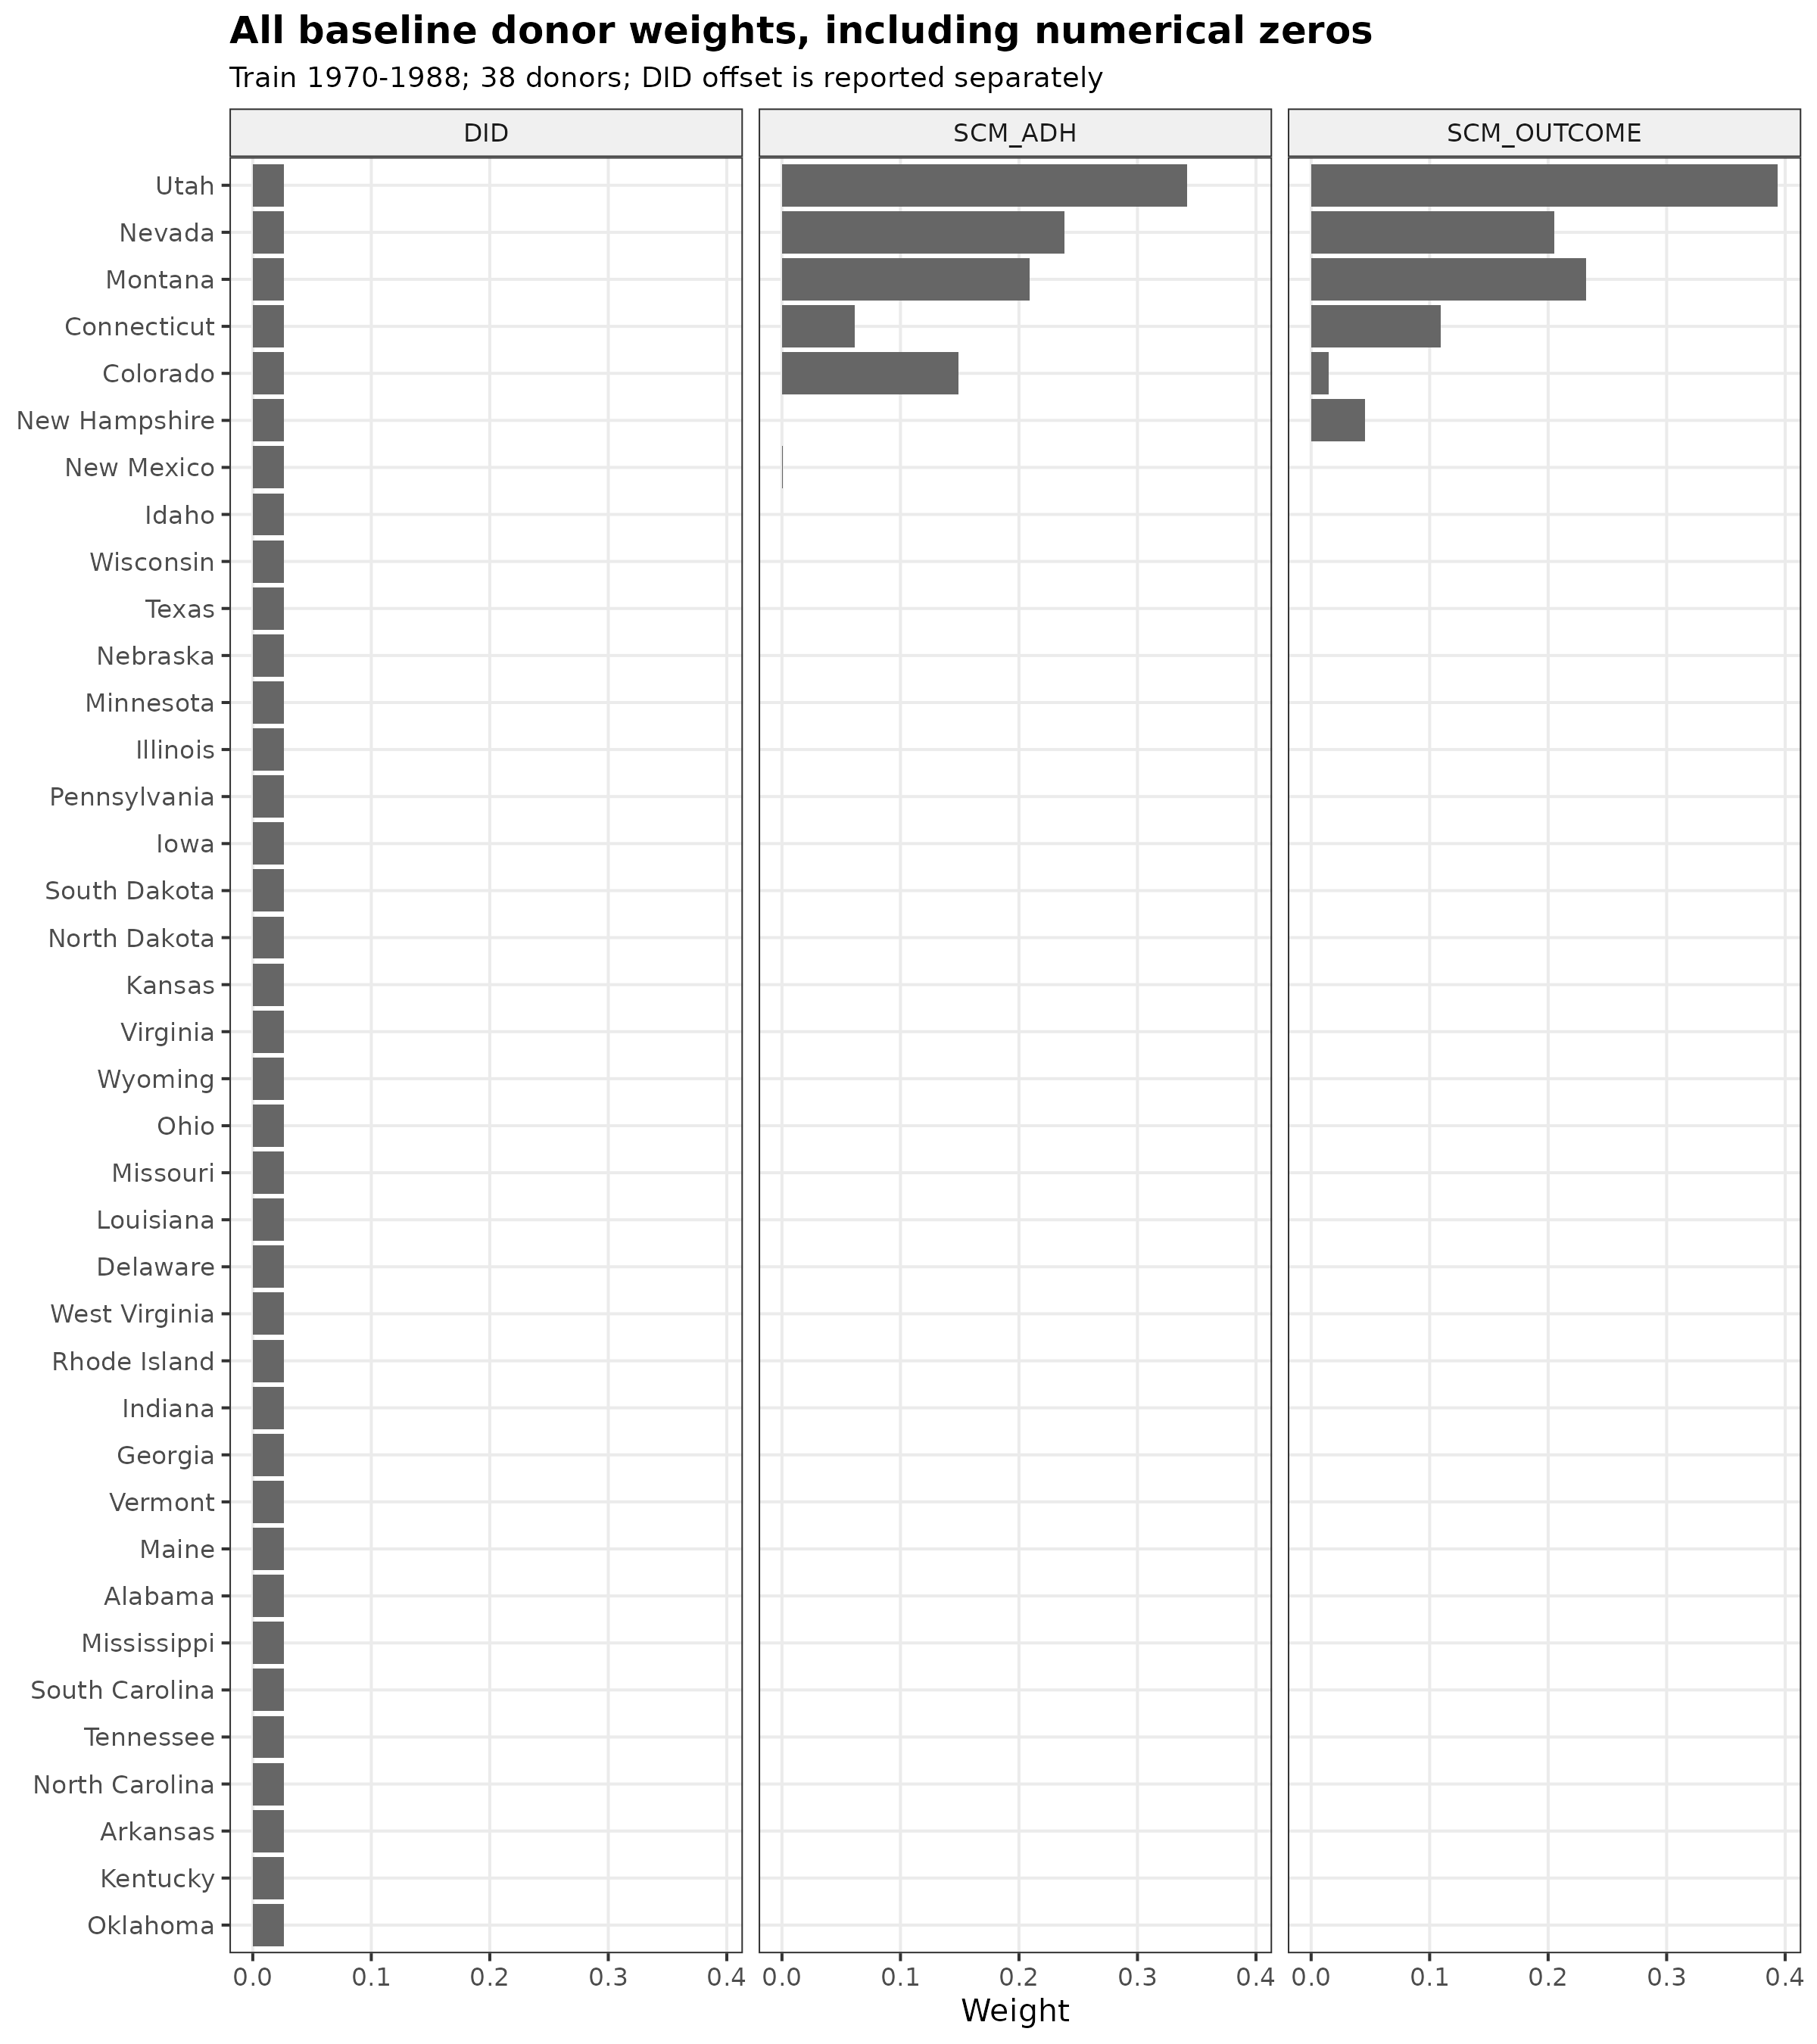 All baseline donor weights, including numerical zeros
Train 1970-1988; 38 donors; DID offset is reported separately
DID SCM_ADH SCM_OUTCOME
Utah
Nevada
Montana
Connecticut
Colorado
New Hampshire
New Mexico
Idaho
Wisconsin
Texas
Nebraska
Minnesota
Illinois
Pennsylvania
Iowa
South Dakota
North Dakota
Kansas
Virginia
Wyoming
Ohio
Missouri
Louisiana
Delaware
West Virginia
Rhode Island
Indiana
Georgia
Vermont
Maine
Alabama
Mississippi
South Carolina
Tennessee
North Carolina
Arkansas
Kentucky
Oklahoma
0.0 0.1 0.2 0.3 0.4 0.0 0.1 0.2 0.3 0.4 0.0 0.1 0.2 0.3 0.4
Weight